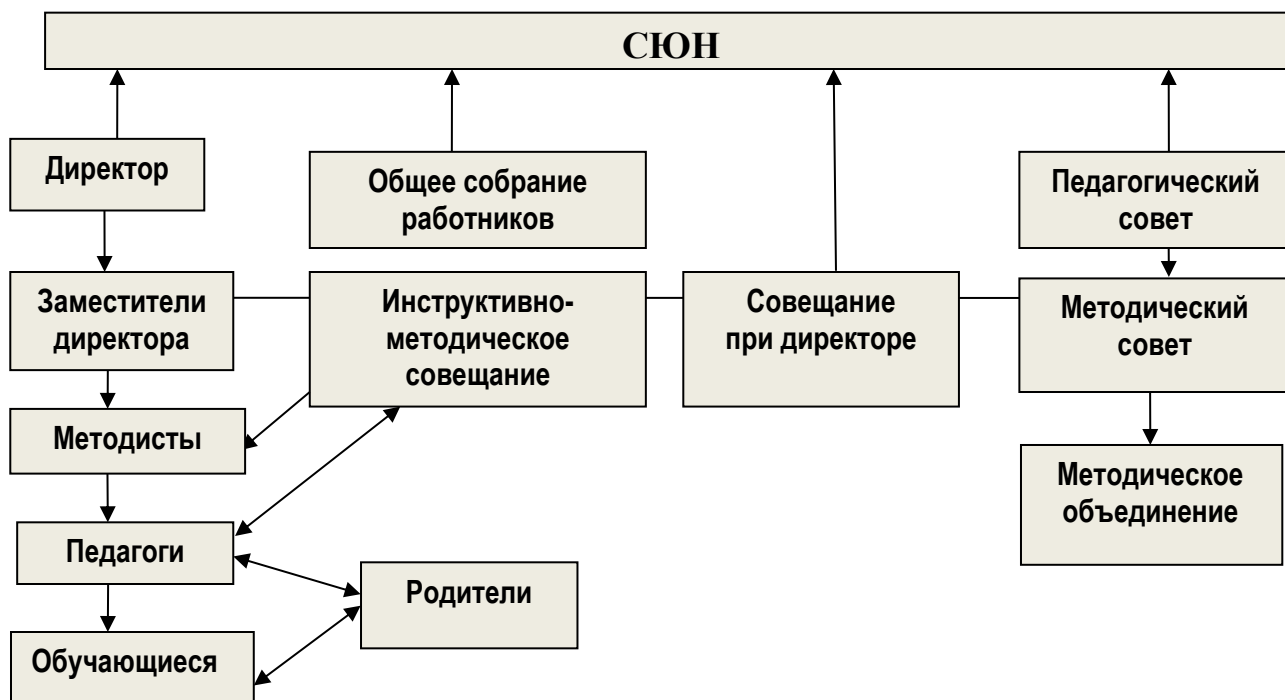 СЮН
Директор
Общее собрание
работников
Педагогический
совет
Заместители
директора
Инструктивно-
методическое
совещание
Совещание
при директоре
Методический
совет
Методисты
Методическое
объединение
Педагоги
Родители
Обучающиеся